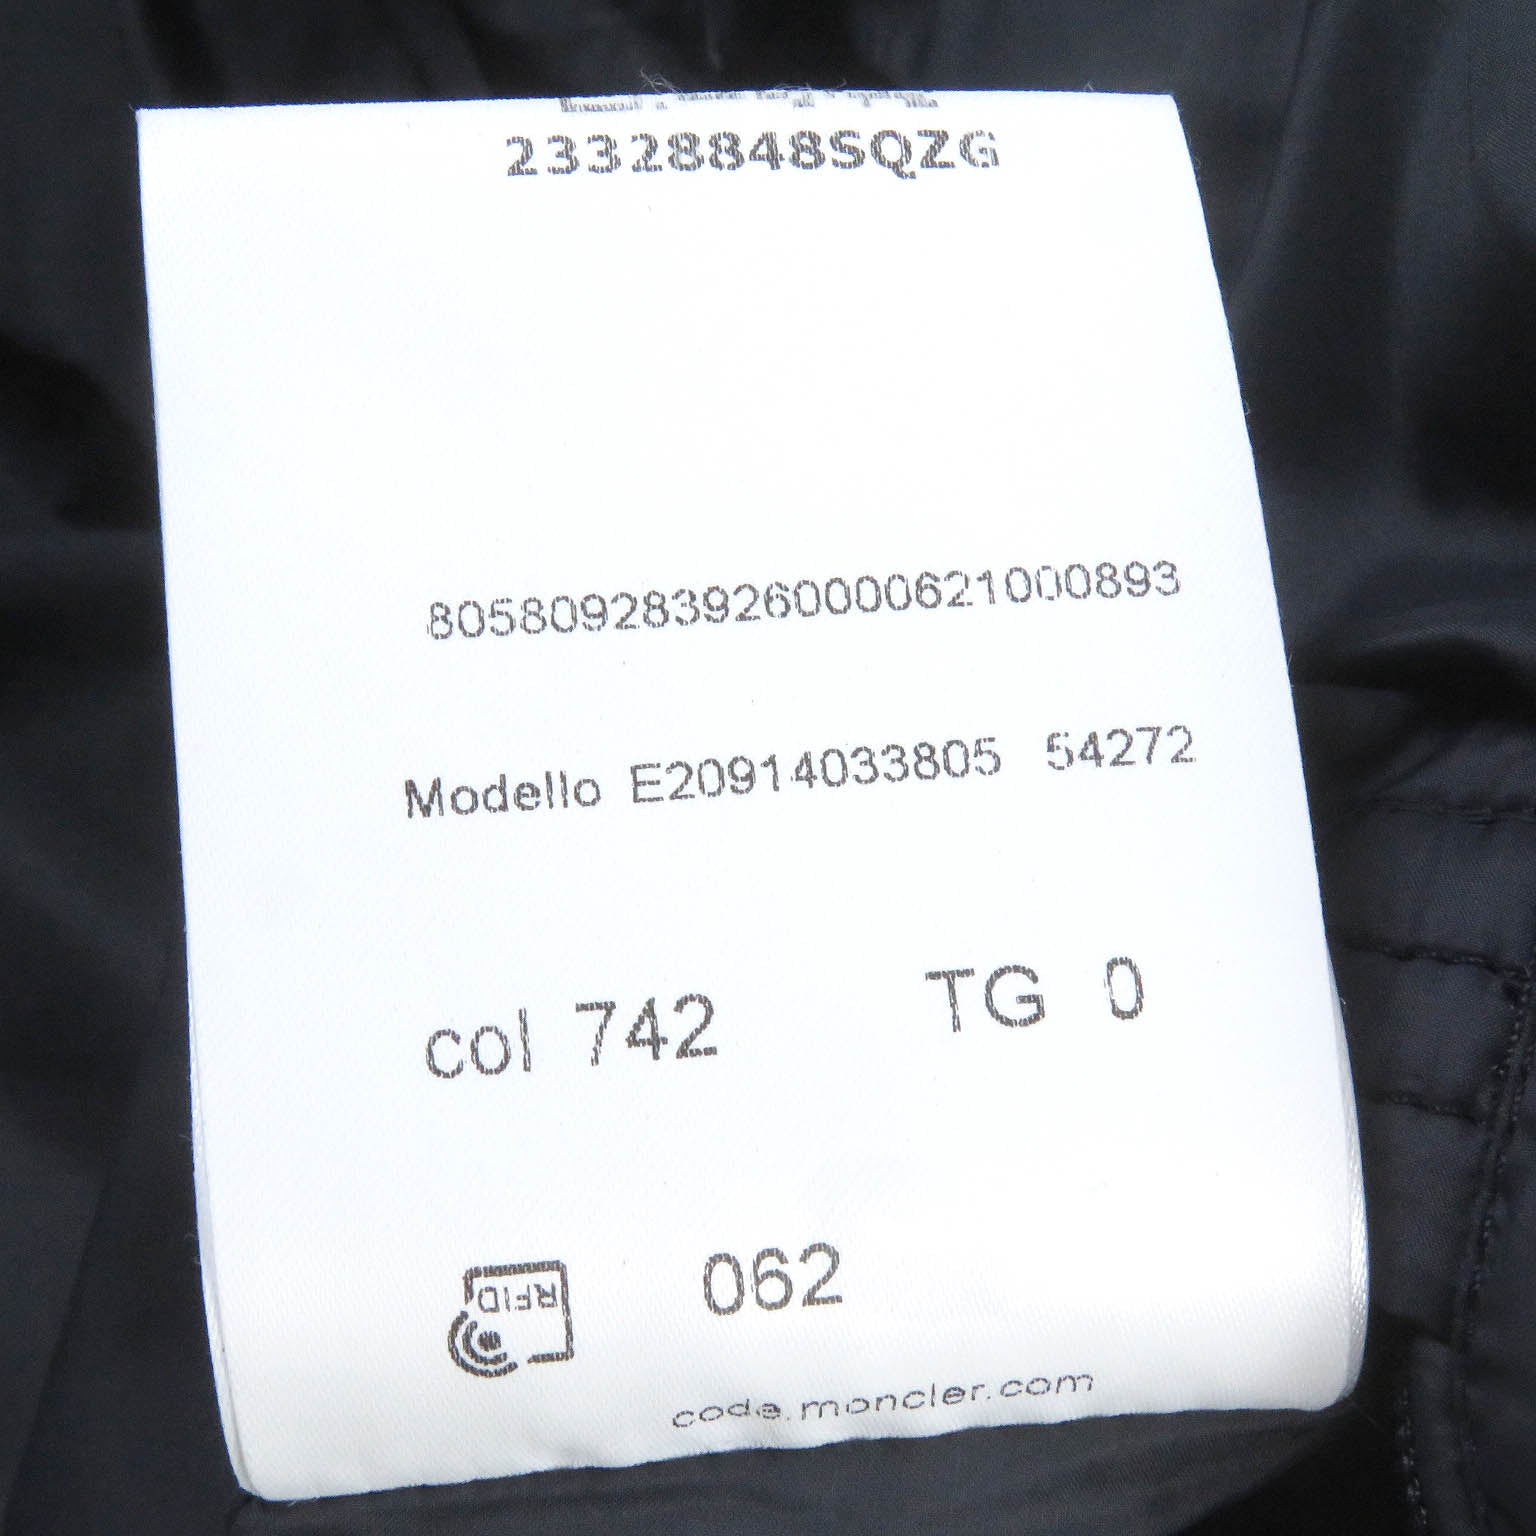 23328848SQZG
8058092839260000621000893
Modello E20914033805 54272
col 742 TG 0
RFID
062
code.moncler.com